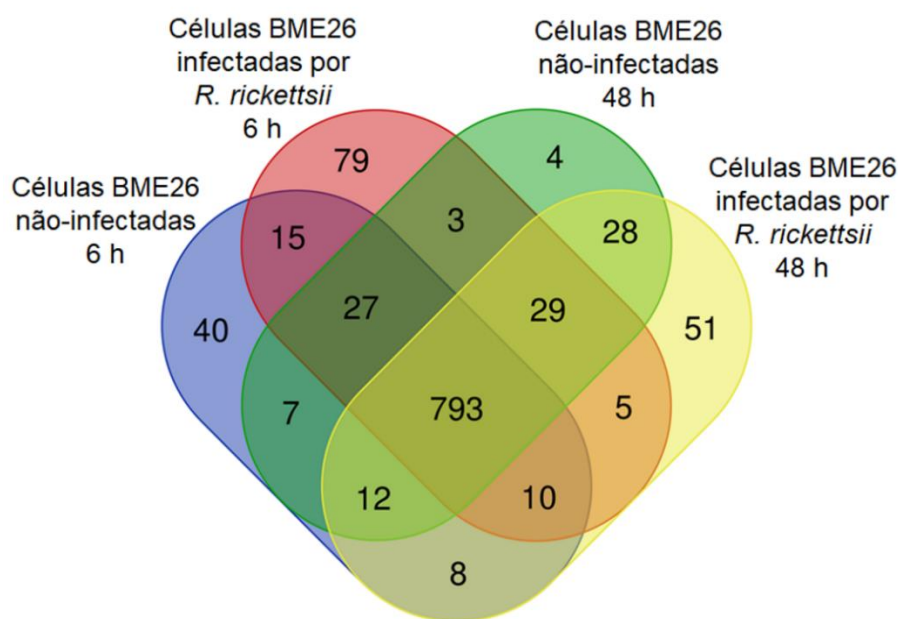 Células BME26
infectadas por
R. rickettsii
6 h
Células BME26
não-infectadas
48 h
Células BME26
não-infectadas
6 h
Células BME26
infectadas por
R. rickettsii
48 h
79
4
15
3
28
40
27
29
51
7
793
5
12
10
8